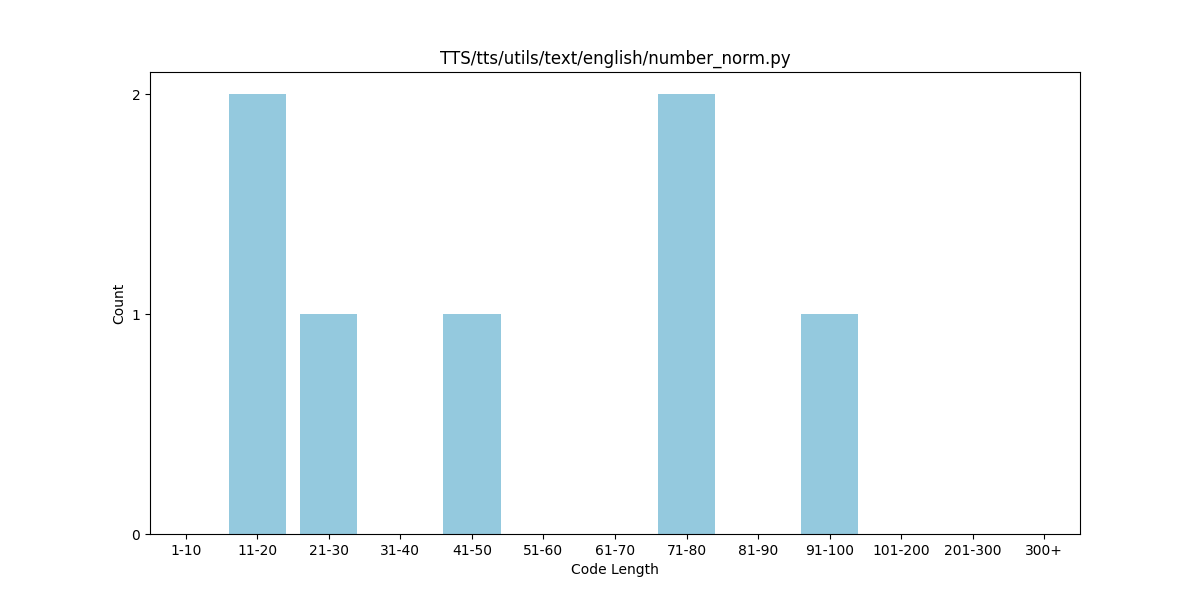 TTS/tts/utils/text/english/number_norm.py
Count
2
1
0
1-10 11-20 21-30 31-40 41-50 51-60 61-70 71-80 81-90 91-100 101-200 201-300 300+
Code Length